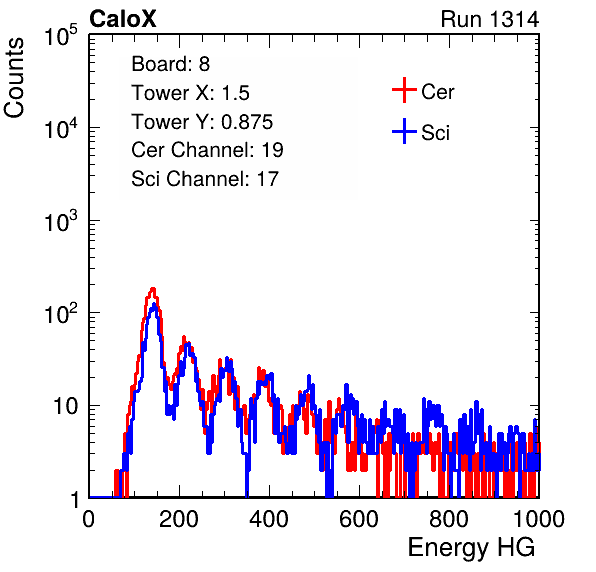 CaloX Run 1314
Counts
10^5
10^4
10^3
10^2
10
1
Board: 8
Tower X: 1.5
Tower Y: 0.875
Cer Channel: 19
Sci Channel: 17
Cer
Sci
0 200 400 600 800 1000
Energy HG